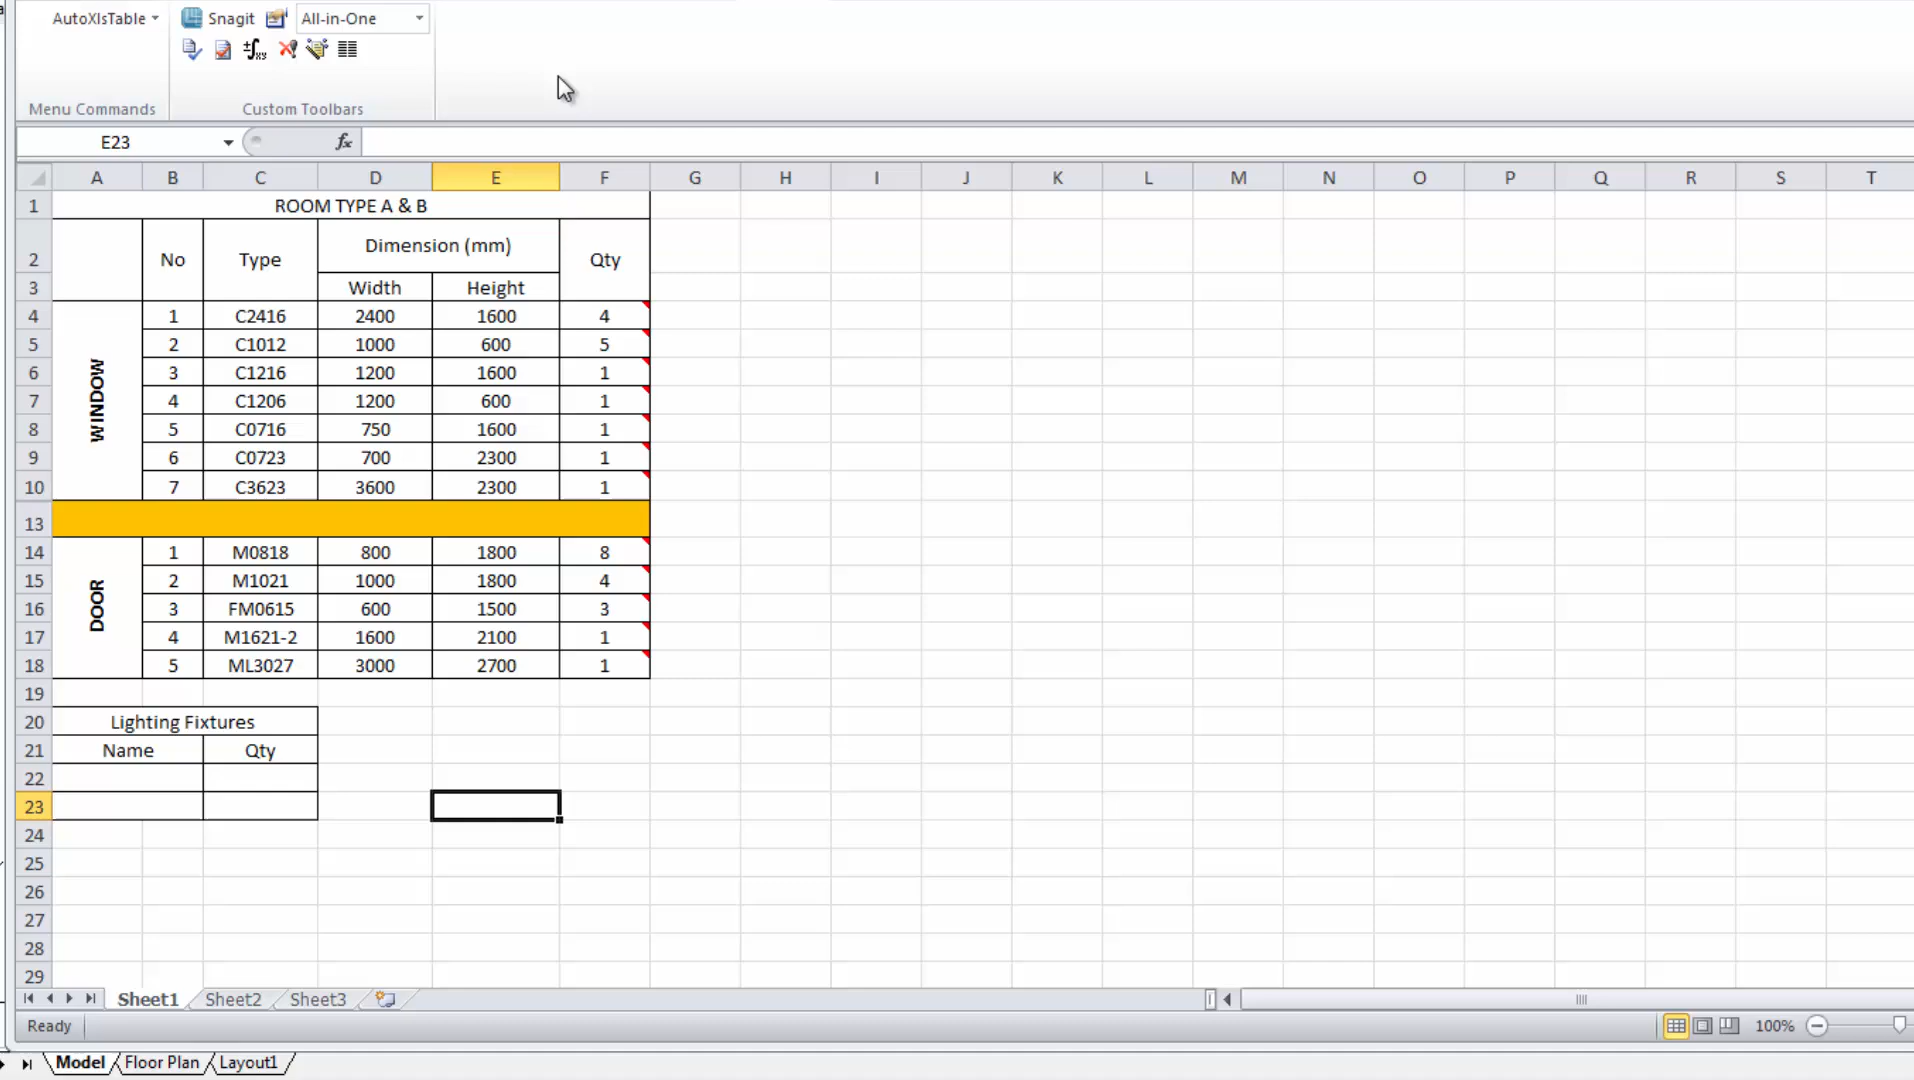 AutoXlsTable
Snagit
All-in-One
Menu Commands
Custom Toolbars
E23
fx
A B C D E F G H I J K L M N O P Q R S T
1 ROOM TYPE A & B
2 No Type Dimension (mm) Qty
3 Width Height
WINDOW
4 1 C2416 2400 1600 4
5 2 C1012 1000 600 5
6 3 C1216 1200 1600 1
7 4 C1206 1200 600 1
8 5 C0716 750 1600 1
9 6 C0723 700 2300 1
10 7 C3623 3600 2300 1
13
DOOR
14 1 M0818 800 1800 8
15 2 M1021 1000 1800 4
16 3 FM0615 600 1500 3
17 4 M1621-2 1600 2100 1
18 5 ML3027 3000 2700 1
19
20 Lighting Fixtures
21 Name Qty
22
23
24
25
26
27
28
29
Sheet1 Sheet2 Sheet3
Ready 100%
Model Floor Plan Layout1